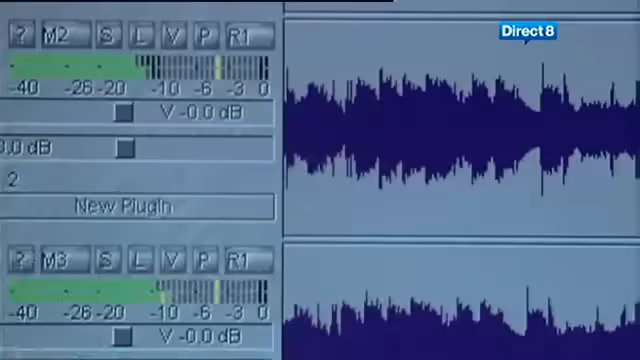 Direct 8
? M2 S L V P R1
-40 -26 -20 -10 -6 -3 0
V -0.0 dB
0.0 dB
2
New Plugin
? M3 S L V P R1
-40 -26 -20 -10 -6 -3 0
V -0.0 dB